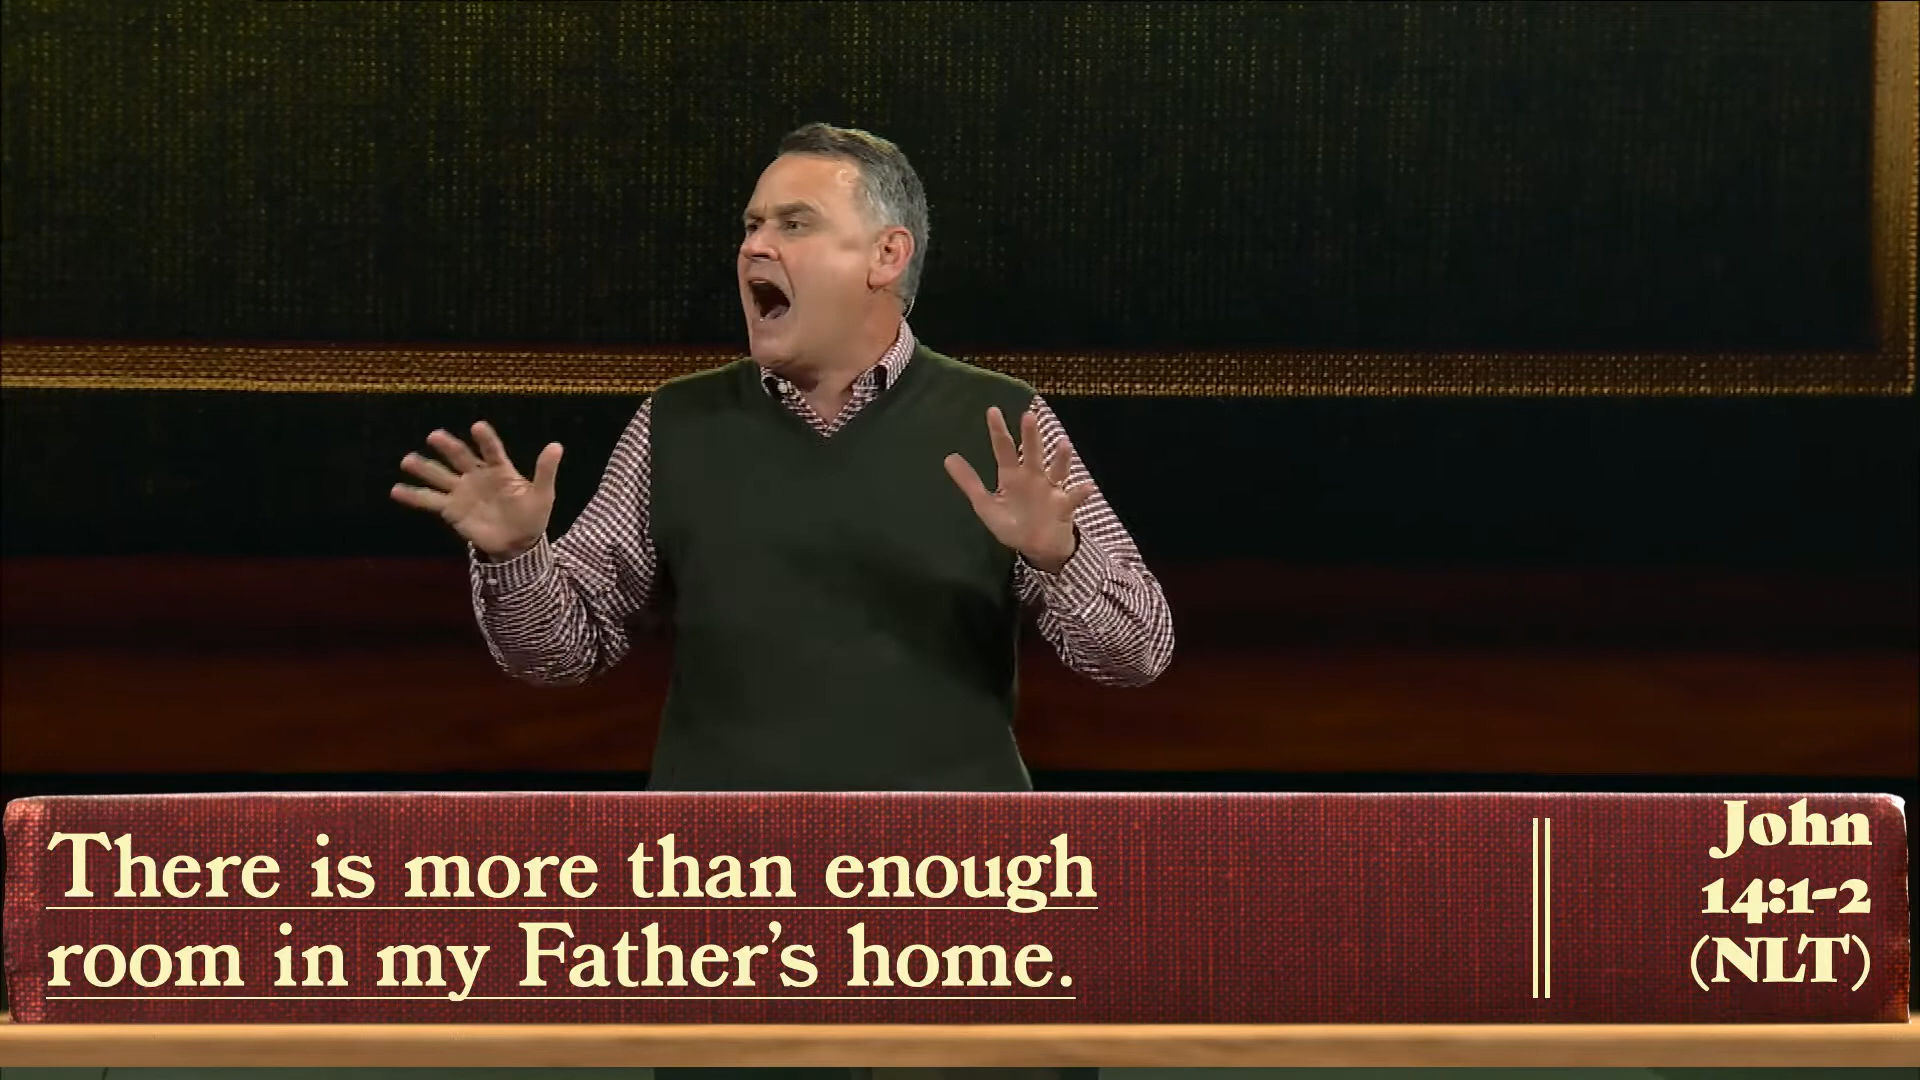 There is more than enough
room in my Father's home.
John
14:1-2
(NLT)